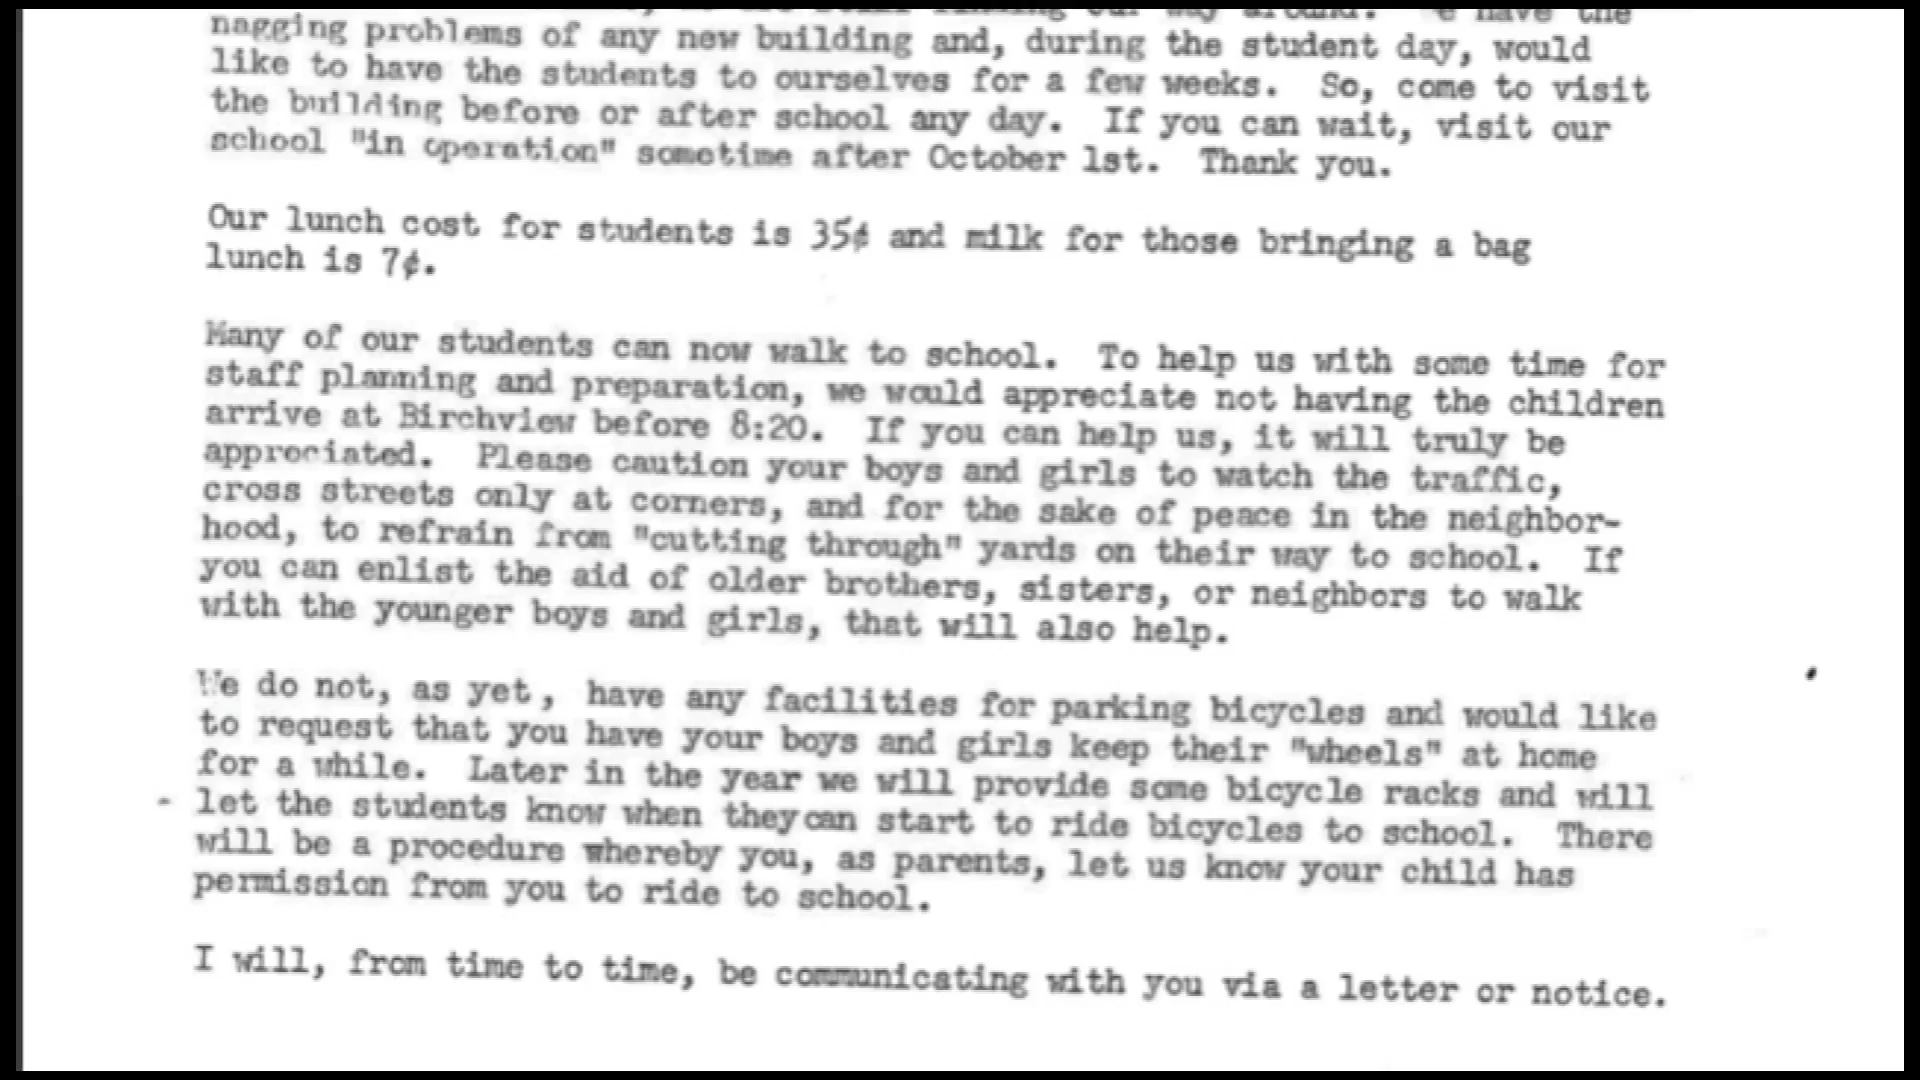 still finding our way around. We have the
nagging problems of any new building and, during the student day, would
like to have the students to ourselves for a few weeks. So, come to visit
the building before or after school any day. If you can wait, visit our
school "in operation" sometime after October 1st. Thank you.
Our lunch cost for students is 35¢ and milk for those bringing a bag
lunch is 7¢.
Many of our students can now walk to school. To help us with some time for
staff planning and preparation, we would appreciate not having the children
arrive at Birchview before 8:20. If you can help us, it will truly be
appreciated. Please caution your boys and girls to watch the traffic,
cross streets only at corners, and for the sake of peace in the neighbor-
hood, to refrain from "cutting through" yards on their way to school. If
you can enlist the aid of older brothers, sisters, or neighbors to walk
with the younger boys and girls, that will also help.
We do not, as yet, have any facilities for parking bicycles and would like
to request that you have your boys and girls keep their "wheels" at home
for a while. Later in the year we will provide some bicycle racks and will
let the students know when they can start to ride bicycles to school. There
will be a procedure whereby you, as parents, let us know your child has
permission from you to ride to school.
I will, from time to time, be communicating with you via a letter or notice.